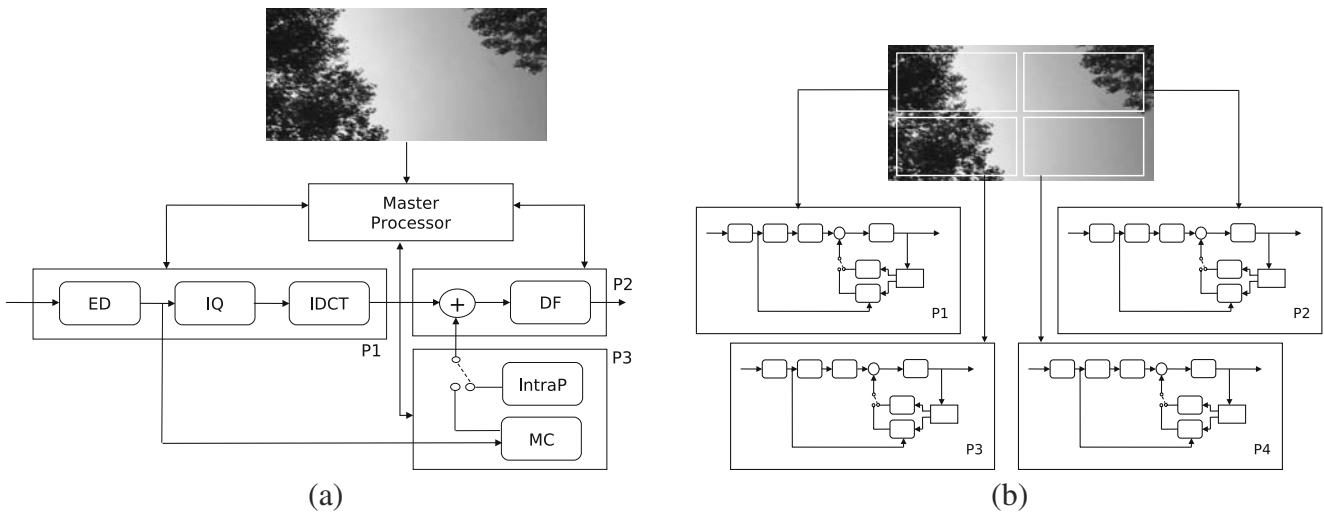 Master
Processor
ED
IQ
IDCT
P1
+
DF
P2
P3
IntraP
MC
(a)
P1
P2
P3
P4
(b)